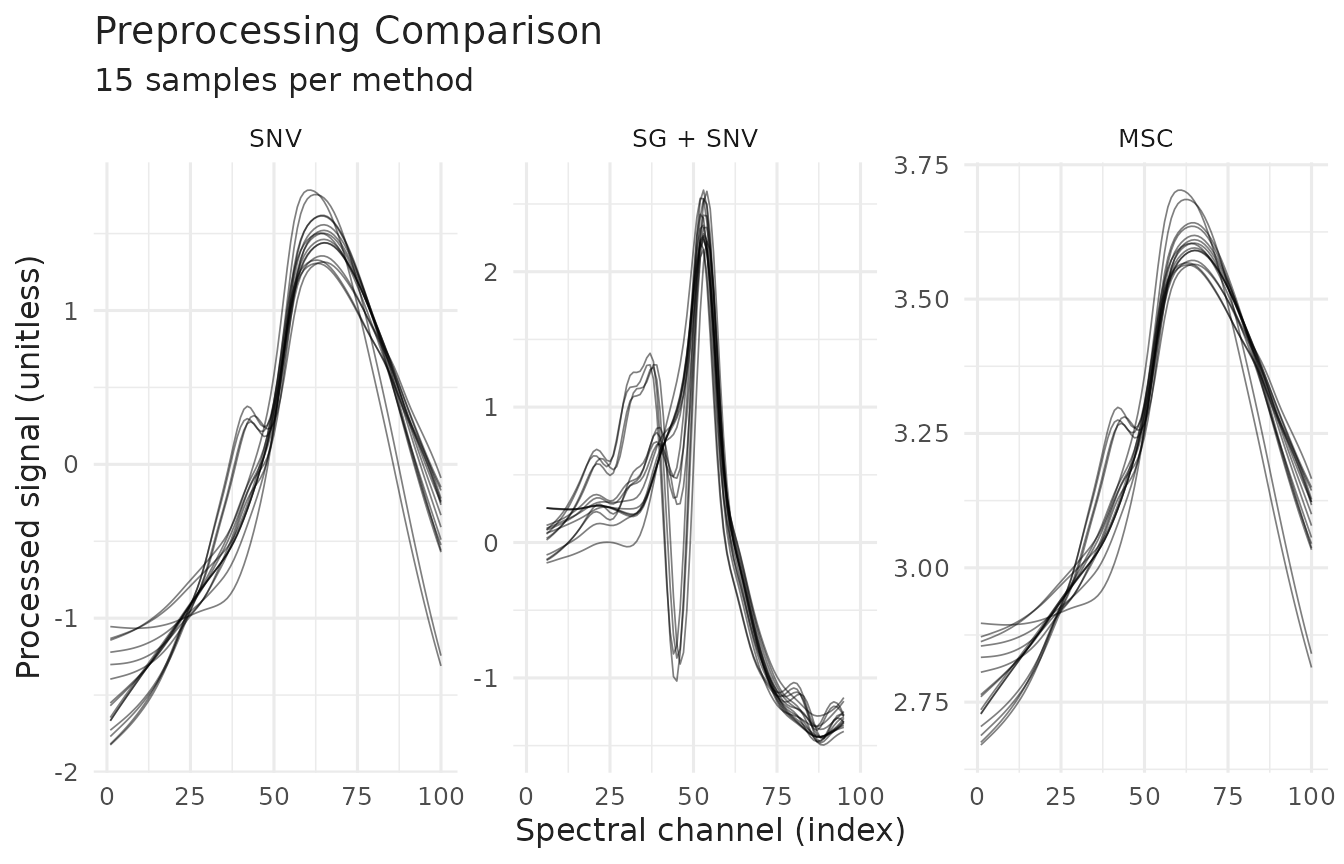 Preprocessing Comparison
15 samples per method
SNV
SG + SNV
MSC
Processed signal (unitless)
1
0
-1
-2
2
1
0
-1
3.75
3.50
3.25
3.00
2.75
0 25 50 75 100
0 25 50 75 100
0 25 50 75 100
Spectral channel (index)